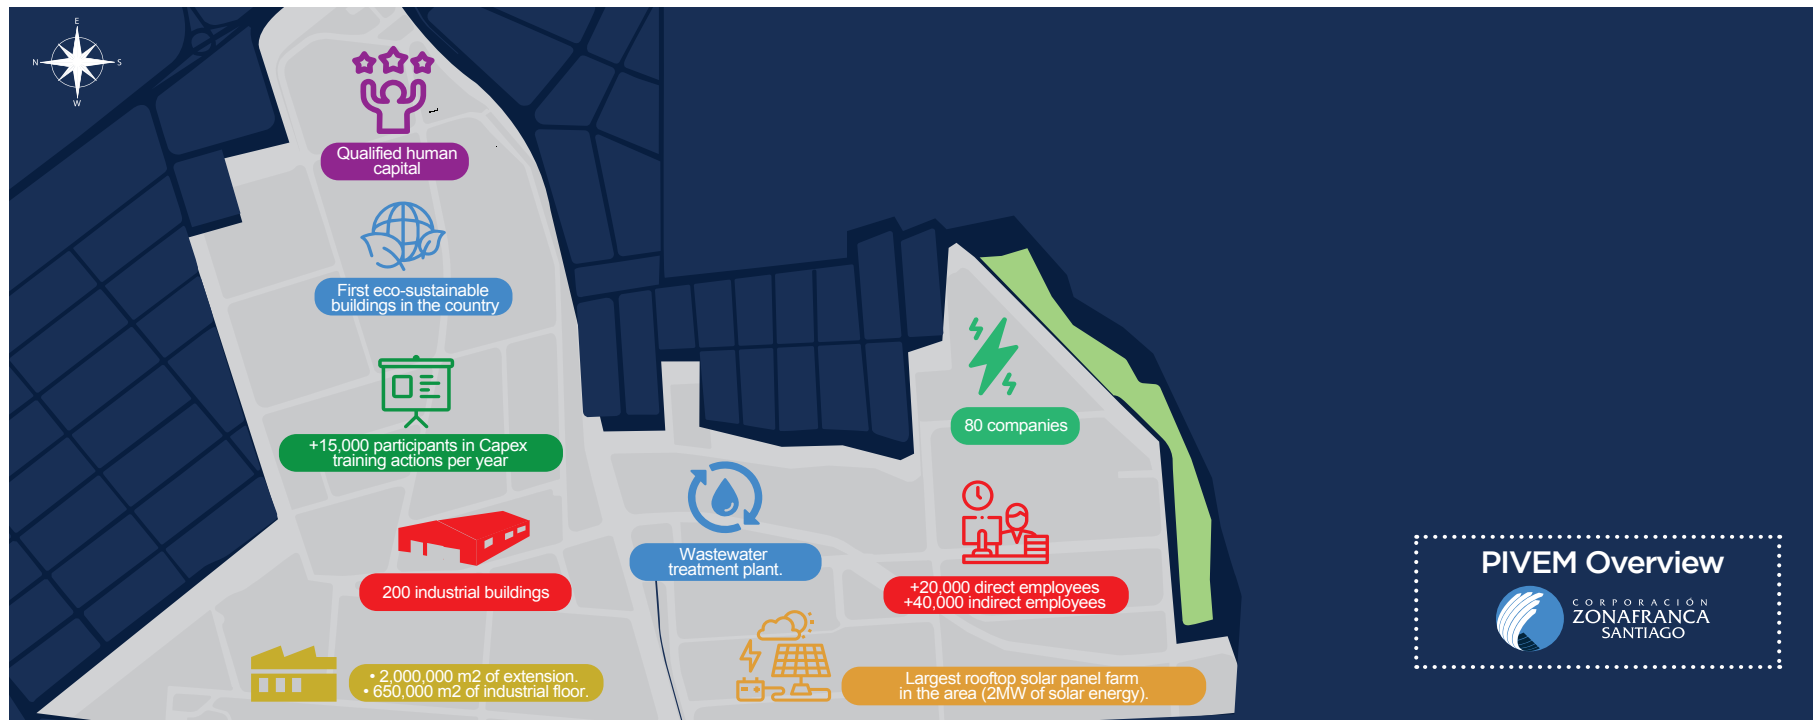 E
N
S
W
Qualified human
capital
First eco-sustainable
buildings in the country
+15,000 participants in Capex
training actions per year
200 industrial buildings
• 2,000,000 m2 of extension.
• 650,000 m2 of industrial floor.
Wastewater
treatment plant.
80 companies
+20,000 direct employees
+40,000 indirect employees
Largest rooftop solar panel farm
in the area (2MW of solar energy).
PIVEM Overview
CORPORACIÓN
ZONAFRANCA
SANTIAGO